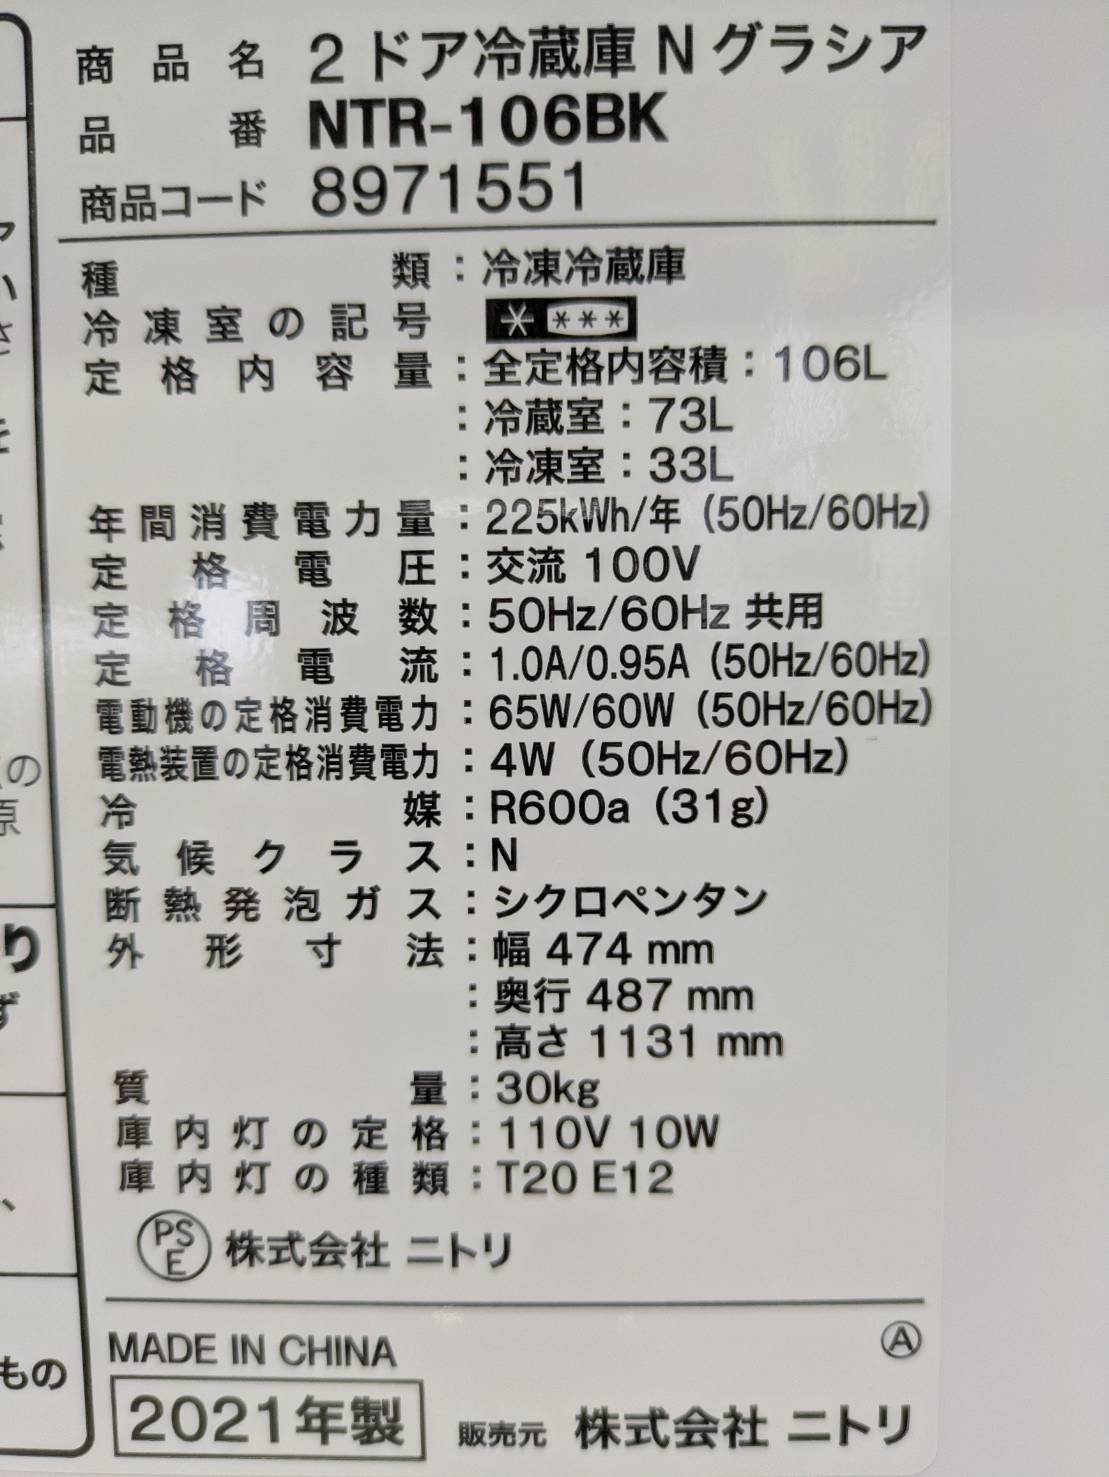 商品名 2ドア冷蔵庫 N グラシア
品番 NTR-106BK
商品コード 8971551
種類：冷凍冷蔵庫
冷凍室の記号
定格内容量：全定格内容積：106L
：冷蔵室：73L
：冷凍室：33L
年間消費電力量：225kWh/年（50Hz/60Hz）
定格電圧：交流 100V
定格周波数：50Hz/60Hz 共用
定格電流：1.0A/0.95A（50Hz/60Hz）
電動機の定格消費電力：65W/60W（50Hz/60Hz）
電熱装置の定格消費電力：4W（50Hz/60Hz）
冷媒：R600a（31g）
気候クラス：N
断熱発泡ガス：シクロペンタン
外形寸法：幅 474 mm
：奥行 487 mm
：高さ 1131 mm
質量：30kg
庫内灯の定格：110V 10W
庫内灯の種類：T20 E12
PSE 株式会社 ニトリ
MADE IN CHINA
Ⓐ
2021年製
販売元 株式会社 ニトリ
の
原
り
ず
もの